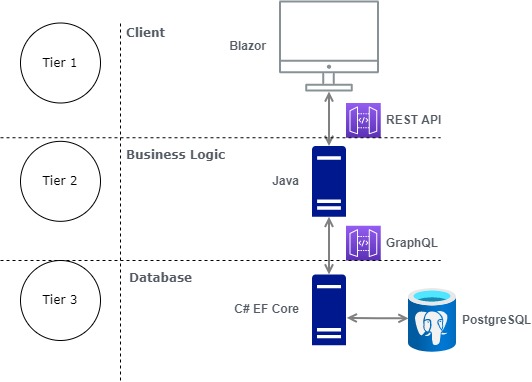 Client
Blazor
Tier 1
REST API
Business Logic
Tier 2
Java
GraphQL
Database
Tier 3
C# EF Core
PostgreSQL